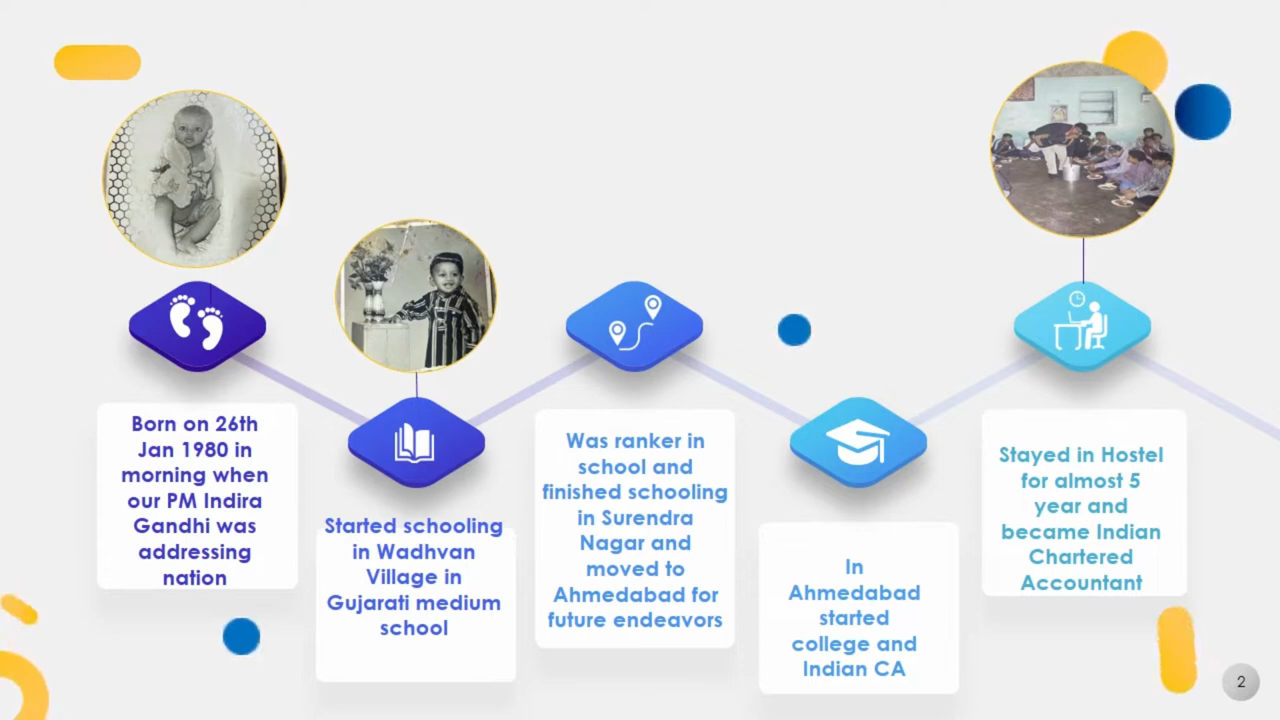 Born on 26th
Jan 1980 in
morning when
our PM Indira
Gandhi was
addressing
nation
Started schooling
in Wadhvan
Village in
Gujarati medium
school
Was ranker in
school and
finished schooling
in Surendra
Nagar and
moved to
Ahmedabad for
future endeavors
In
Ahmedabad
started
college and
Indian CA
Stayed in Hostel
for almost 5
year and
became Indian
Chartered
Accountant
2